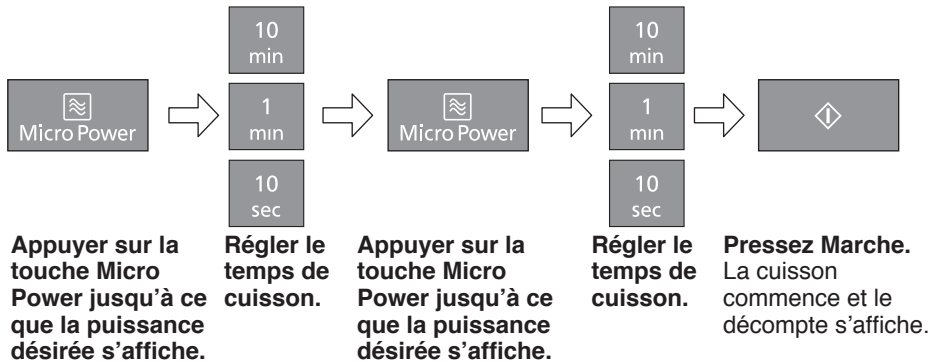 10
min
1
min
10
sec
Micro Power
10
min
1
min
10
sec
Micro Power
Appuyer sur la
touche Micro
Power jusqu'à ce
que la puissance
désirée s'affiche.
Régler le
temps de
cuisson.
Appuyer sur la
touche Micro
Power jusqu'à ce
que la puissance
désirée s'affiche.
Régler le
temps de
cuisson.
Pressez Marche.
La cuisson
commence et le
décompte s'affiche.